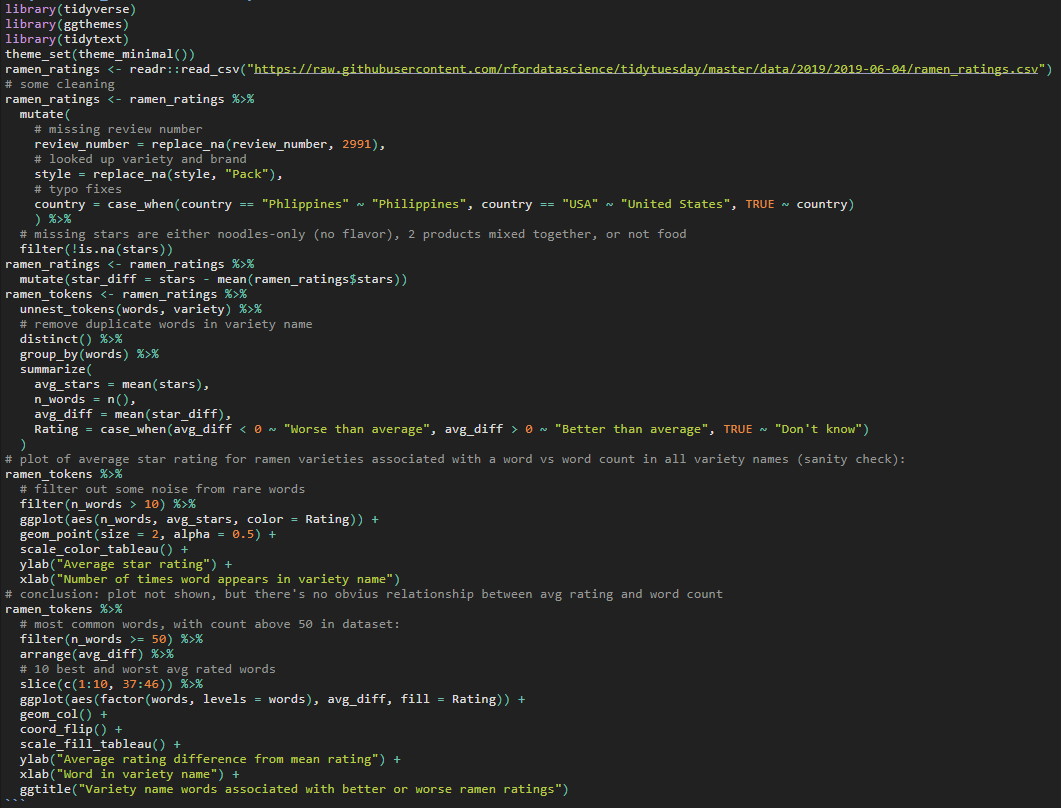 library(tidyverse)
library(ggthemes)
library(tidytext)
theme_set(theme_minimal())
ramen_ratings <- readr::read_csv("https://raw.githubusercontent.com/rfordatascience/tidytuesday/master/data/2019/2019-06-04/ramen_ratings.csv")
# some cleaning
ramen_ratings <- ramen_ratings %>%
  mutate(
    # missing review number
    review_number = replace_na(review_number, 2991),
    # looked up variety and brand
    style = replace_na(style, "Pack"),
    # typo fixes
    country = case_when(country == "Phlippines" ~ "Philippines", country == "USA" ~ "United States", TRUE ~ country)
    ) %>%
  # missing stars are either noodles-only (no flavor), 2 products mixed together, or not food
  filter(!is.na(stars))
ramen_ratings <- ramen_ratings %>%
  mutate(star_diff = stars - mean(ramen_ratings$stars))
ramen_tokens <- ramen_ratings %>%
  unnest_tokens(words, variety) %>%
  # remove duplicate words in variety name
  distinct() %>%
  group_by(words) %>%
  summarize(
    avg_stars = mean(stars),
    n_words = n(),
    avg_diff = mean(star_diff),
    Rating = case_when(avg_diff < 0 ~ "Worse than average", avg_diff > 0 ~ "Better than average", TRUE ~ "Don't know")
  )
# plot of average star rating for ramen varieties associated with a word vs word count in all variety names (sanity check):
ramen_tokens %>%
  # filter out some noise from rare words
  filter(n_words > 10) %>%
  ggplot(aes(n_words, avg_stars, color = Rating)) +
  geom_point(size = 2, alpha = 0.5) +
  scale_color_tableau() +
  ylab("Average star rating") +
  xlab("Number of times word appears in variety name")
# conclusion: plot not shown, but there's no obvius relationship between avg rating and word count
ramen_tokens %>%
  # most common words, with count above 50 in dataset:
  filter(n_words >= 50) %>%
  arrange(avg_diff) %>%
  # 10 best and worst avg rated words
  slice(c(1:10, 37:46)) %>%
  ggplot(aes(factor(words, levels = words), avg_diff, fill = Rating)) +
  geom_col() +
  coord_flip() +
  scale_fill_tableau() +
  ylab("Average rating difference from mean rating") +
  xlab("Word in variety name") +
  ggtitle("Variety name words associated with better or worse ramen ratings")
```